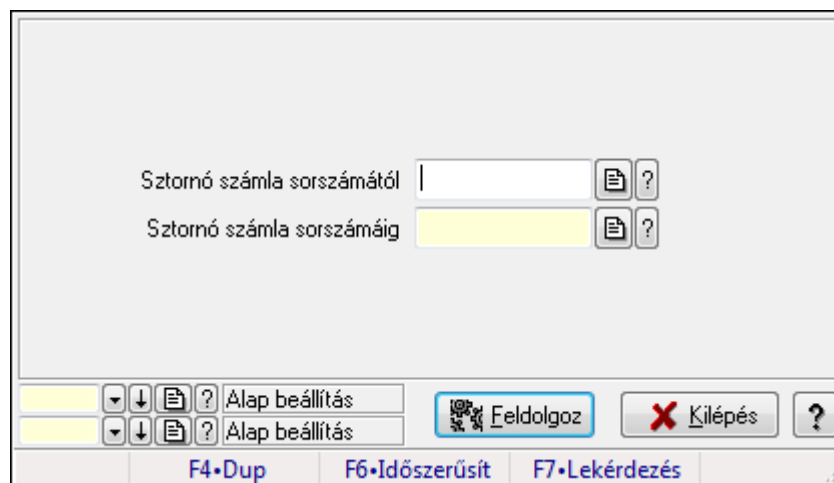 Sztornó számla sorszámától ?
Sztornó számla sorszámáig ?
? Alap beállítás
? Alap beállítás
Feldolgoz Kilépés ?
F4•Dup F6•Időszerűsít F7•Lekérdezés